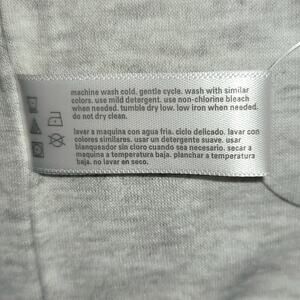 machine wash cold. gentle cycle. wash with similar
colors. use mild detergent. use non-chlorine bleach
when needed. tumble dry low. low iron when needed.
do not dry clean.
lavar a maquina con agua fria. ciclo delicado. lavar con
colores similares. usar un detergente suave. usar
blanqueador sin cloro cuando sea necesario. secar a
maquina a temperatura baja. planchar a temperatura
baja. no lavar en seco.